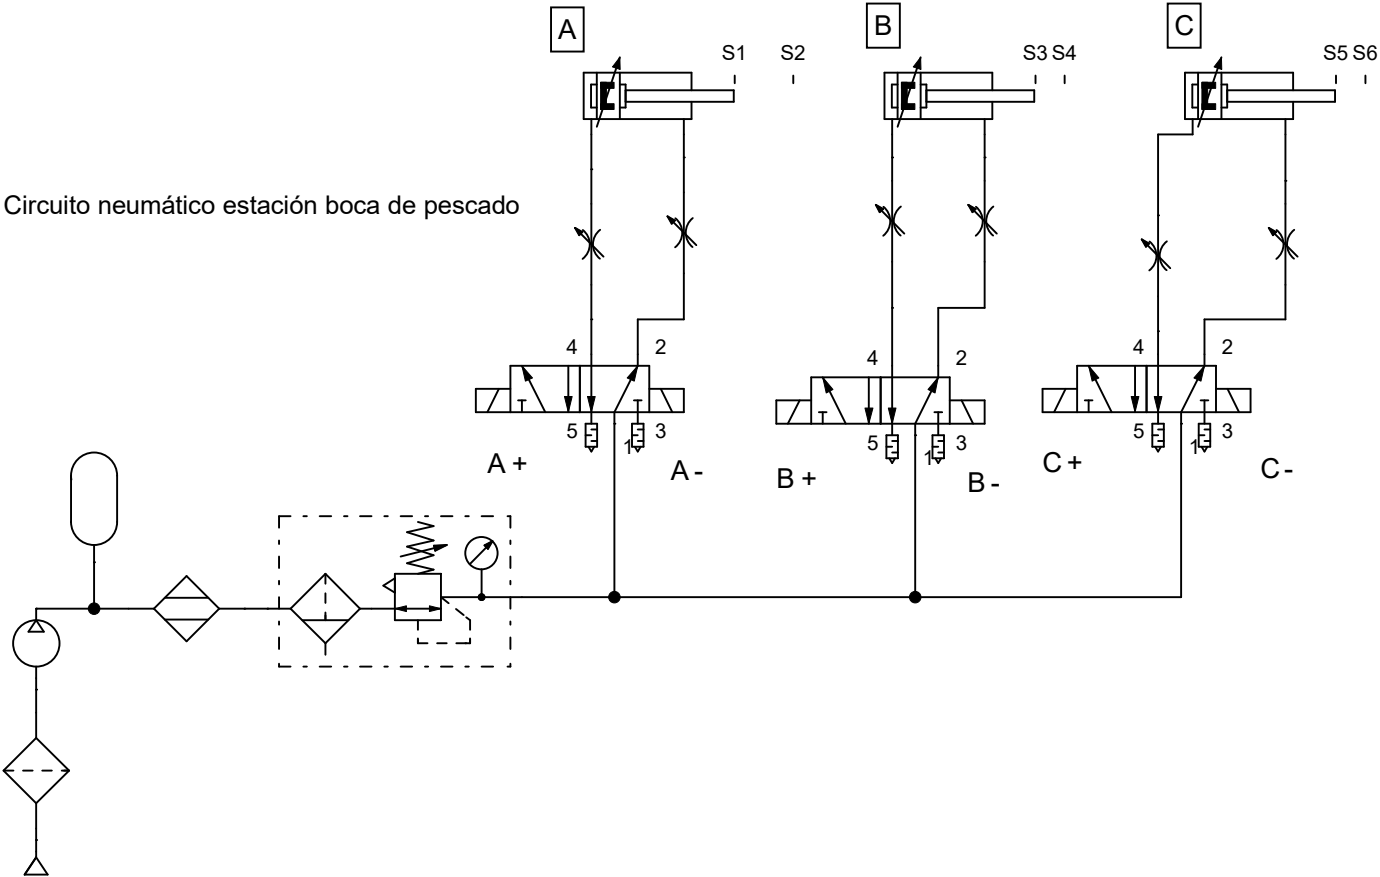 A
B
C
S1
S2
S3
S4
S5
S6
Circuito neumático estación boca de pescado
4
2
4
2
4
2
5
1
3
5
1
3
5
1
3
A +
A -
B +
B -
C +
C -